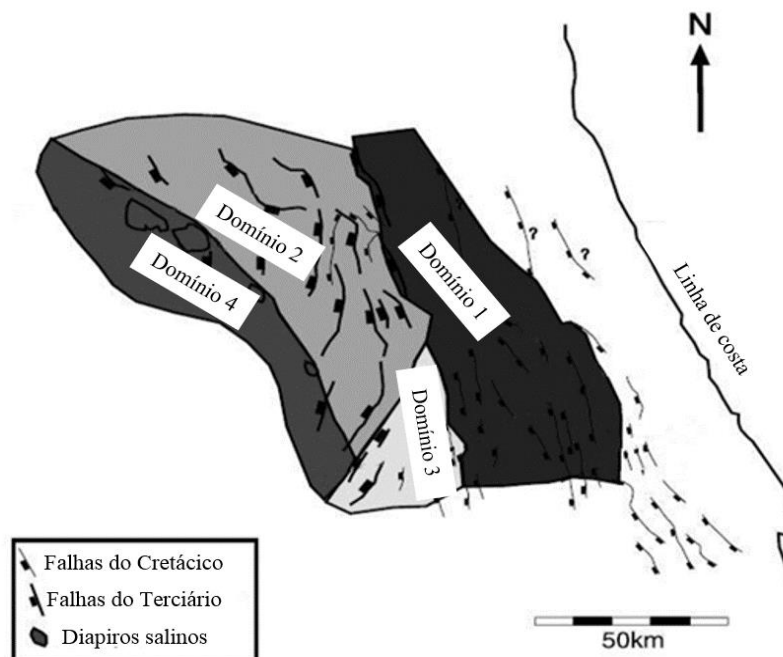 N
Domínio 2
Domínio 1
Domínio 4
Domínio 3
?
?
Linha de costa
Falhas do Cretácico
Falhas do Terciário
Diapiros salinos
50km